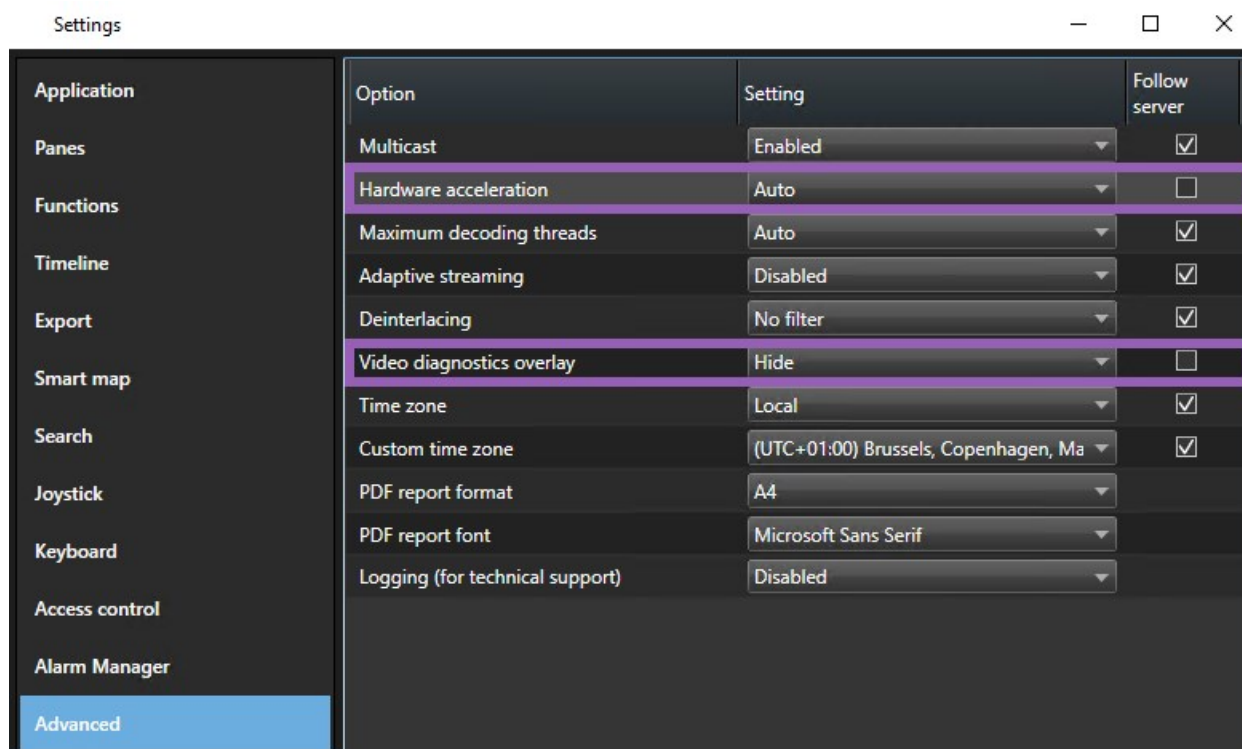 Settings
Application
Panes
Functions
Timeline
Export
Smart map
Search
Joystick
Keyboard
Access control
Alarm Manager
Advanced
Option Setting Follow server
Multicast Enabled
Hardware acceleration Auto
Maximum decoding threads Auto
Adaptive streaming Disabled
Deinterlacing No filter
Video diagnostics overlay Hide
Time zone Local
Custom time zone (UTC+01:00) Brussels, Copenhagen, Ma
PDF report format A4
PDF report font Microsoft Sans Serif
Logging (for technical support) Disabled